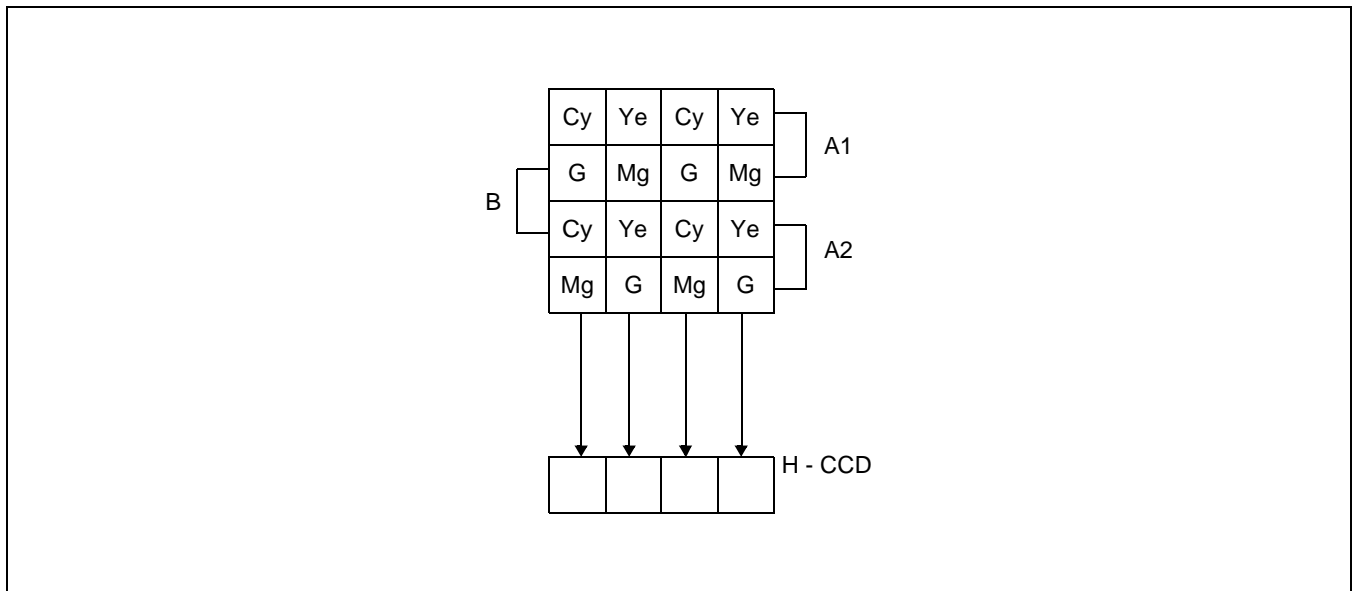 Cy Ye Cy Ye
A1
G Mg G Mg
B
Cy Ye Cy Ye
A2
Mg G Mg G
H - CCD